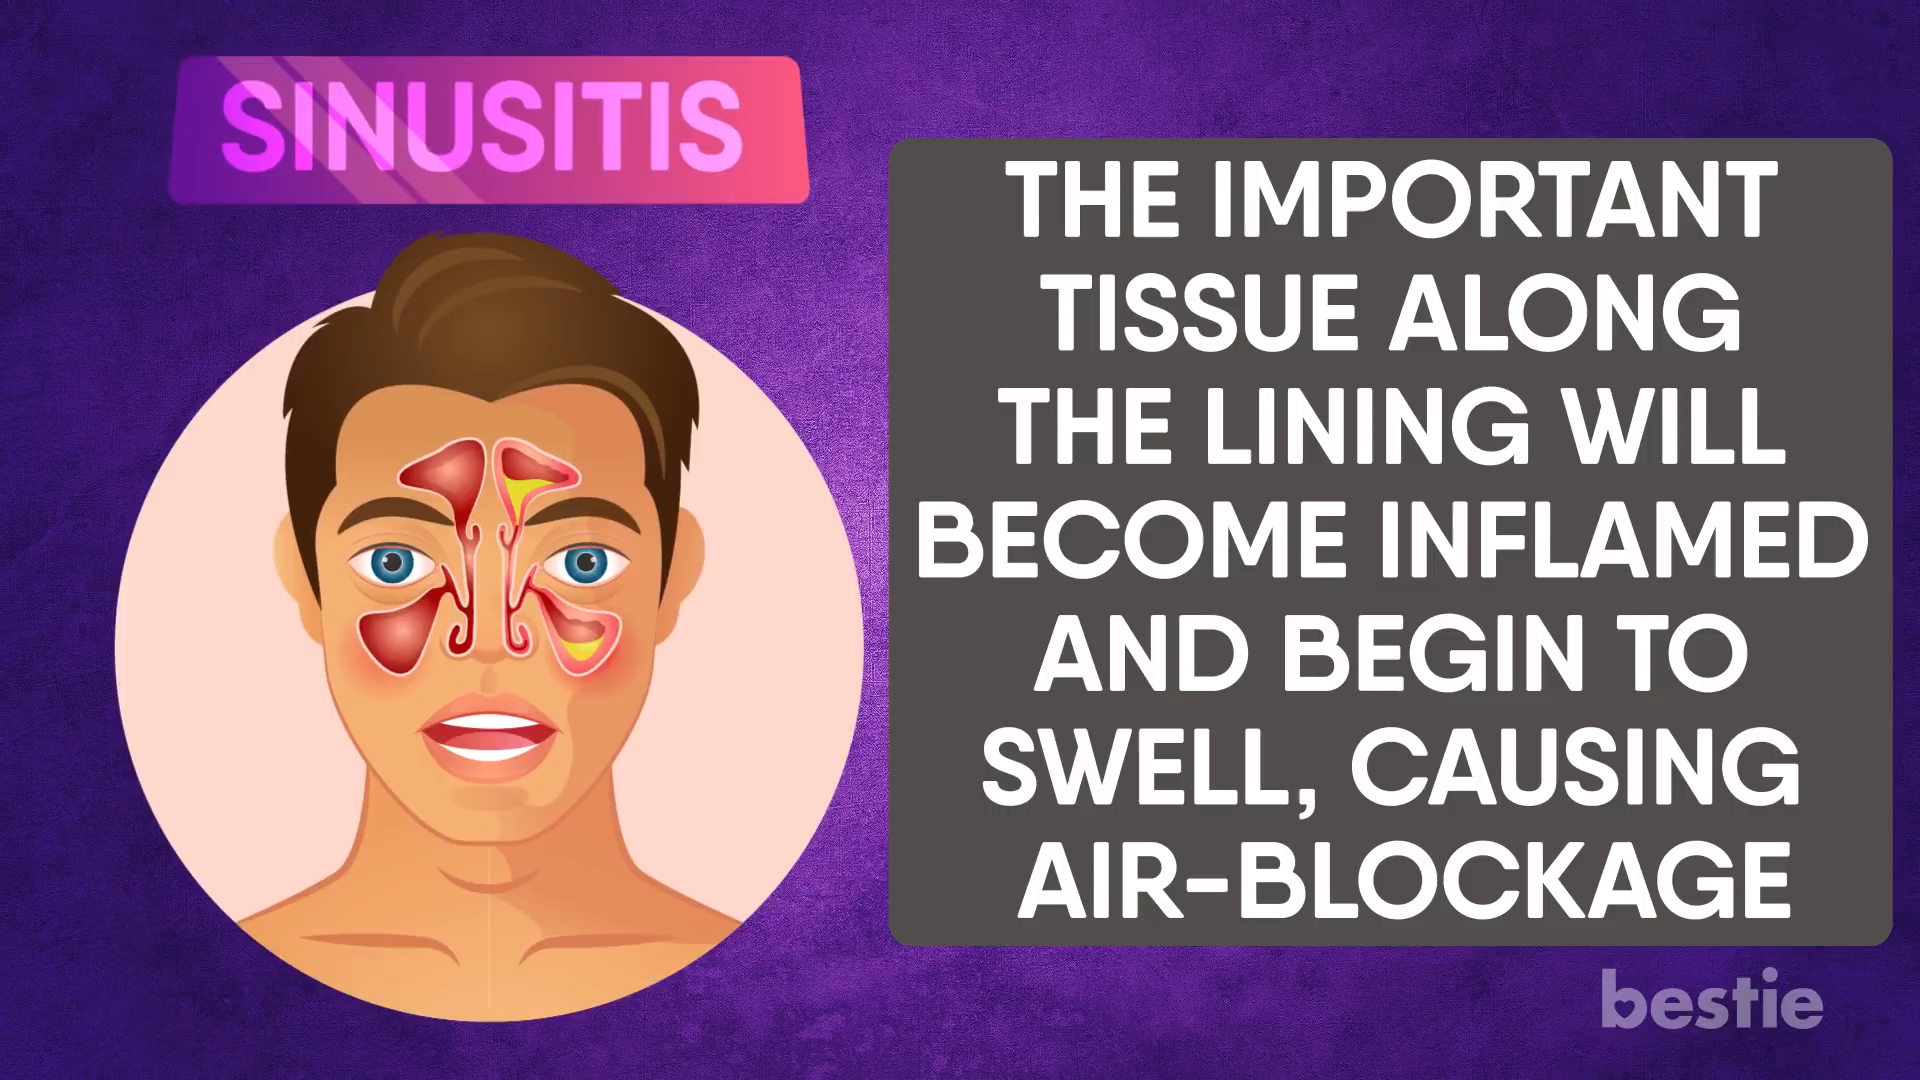 SINUSITIS
THE IMPORTANT
TISSUE ALONG
THE LINING WILL
BECOME INFLAMED
AND BEGIN TO
SWELL, CAUSING
AIR-BLOCKAGE
bestie